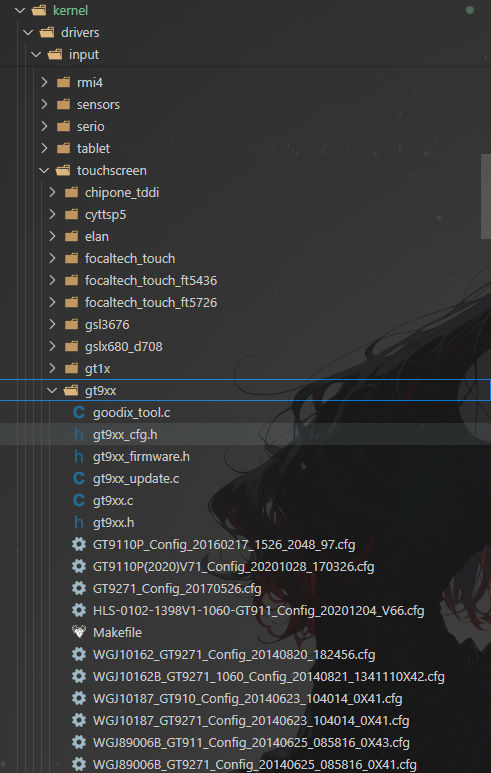 kernel
drivers
input
rmi4
sensors
serio
tablet
touchscreen
chipone_tddi
cyttsp5
elan
focaltech_touch
focaltech_touch_ft5436
focaltech_touch_ft5726
gsl3676
gslx680_d708
gt1x
gt9xx
goodix_tool.c
gt9xx_cfg.h
gt9xx_firmware.h
gt9xx_update.c
gt9xx.c
gt9xx.h
GT9110P_Config_20160217_1526_2048_97.cfg
GT9110P(2020)V71_Config_20201028_170326.cfg
GT9271_Config_20170526.cfg
HLS-0102-1398V1-1060-GT911_Config_20201204_V66.cfg
Makefile
WGJ10162_GT9271_Config_20140820_182456.cfg
WGJ10162B_GT9271_1060_Config_20140821_1341110X42.cfg
WGJ10187_GT910_Config_20140623_104014_0X41.cfg
WGJ10187_GT9271_Config_20140623_104014_0X41.cfg
WGJ89006B_GT911_Config_20140625_085816_0X43.cfg
WGJ89006B_GT9271_Config_20140625_085816_0X41.cfg